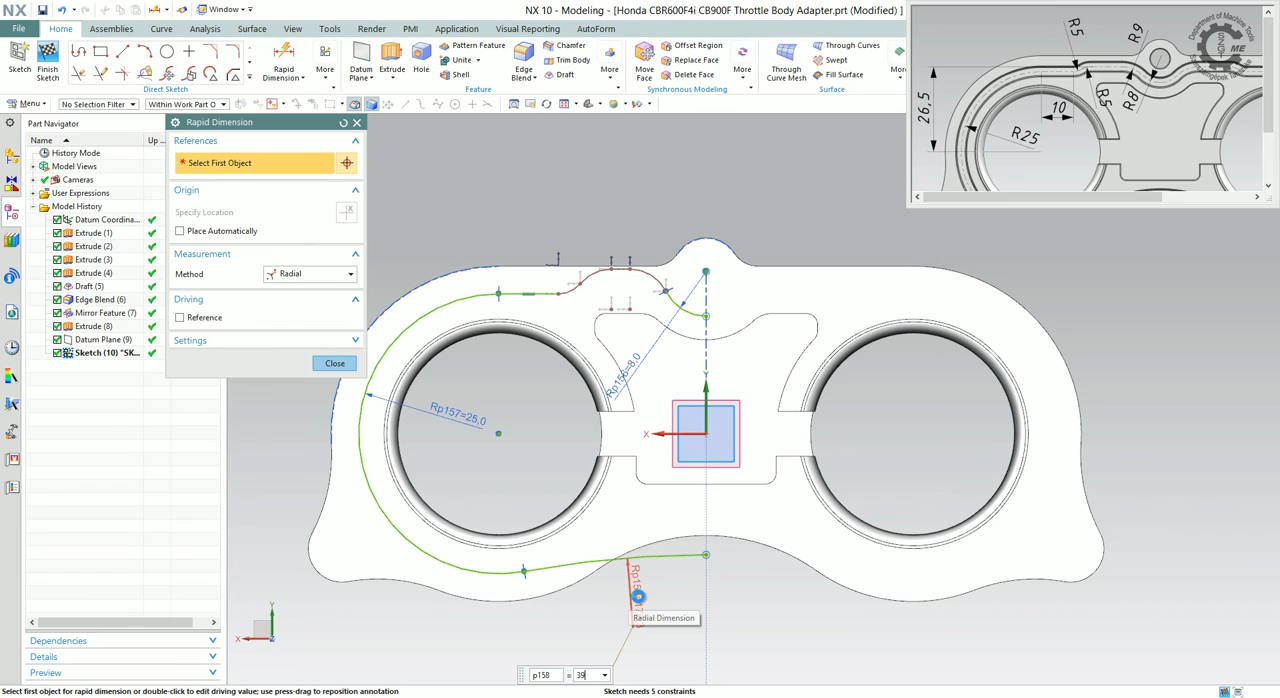 NX
Window
NX 10 - Modeling - [Honda CBR600F4i CB900F Throttle Body Adapter.prt (Modified) ]
File Home Assemblies Curve Analysis Surface View Tools Render PMI Application Visual Reporting AutoForm
Sketch Finish Sketch
Rapid Dimension
More
Direct Sketch
Datum Plane Extrude Hole
Pattern Feature
Unite
Shell
Edge Blend
Chamfer
Trim Body
Draft
More
Feature
Move Face
Offset Region
Replace Face
Delete Face
More
Synchronous Modeling
Through Curve Mesh
Through Curves
Swept
Fill Surface
Mor
Surface
Menu
No Selection Filter
Within Work Part O
Part Navigator
Name Up
History Mode
Model Views
Cameras
User Expressions
Model History
Datum Coordina...
Extrude (1)
Extrude (2)
Extrude (3)
Extrude (4)
Draft (5)
Edge Blend (6)
Mirror Feature (7)
Extrude (8)
Datum Plane (9)
Sketch (10) "SK...
Dependencies
Details
Preview
Rapid Dimension
References
* Select First Object
Origin
Specify Location
Place Automatically
Measurement
Method Radial
Driving
Reference
Settings
Close
26,5
R25
10
R5
R5
R8
R9
Department of Machine Tools
ME
Rp156=8,0
Rp157=25,0
Y
X
Radial Dimension
p158 = 39
Y
X
Z
Select first object for rapid dimension or double-click to edit driving value; use press-drag to reposition annotation
Sketch needs 5 constraints